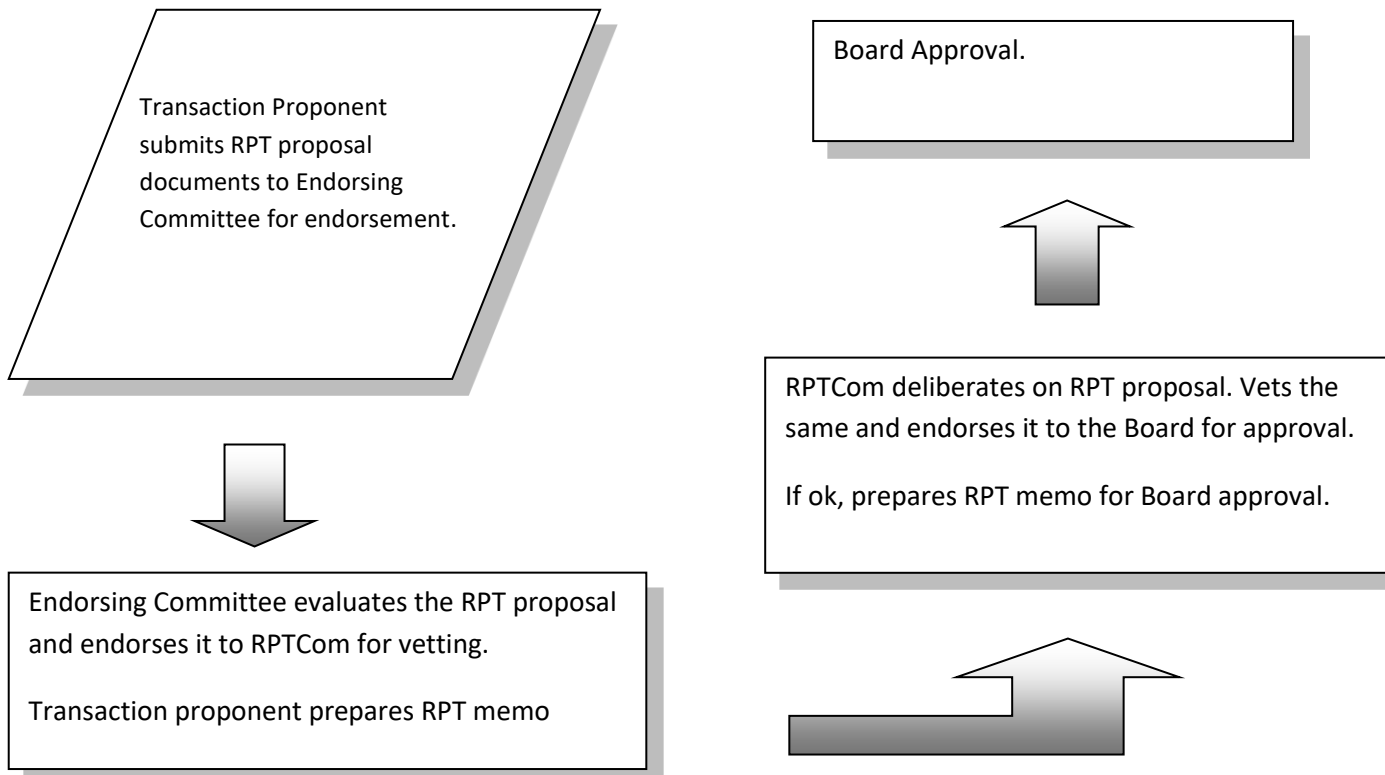 Transaction Proponent
submits RPT proposal
documents to Endorsing
Committee for endorsement.
Endorsing Committee evaluates the RPT proposal
and endorses it to RPTCom for vetting.
Transaction proponent prepares RPT memo
RPTCom deliberates on RPT proposal. Vets the
same and endorses it to the Board for approval.
If ok, prepares RPT memo for Board approval.
Board Approval.